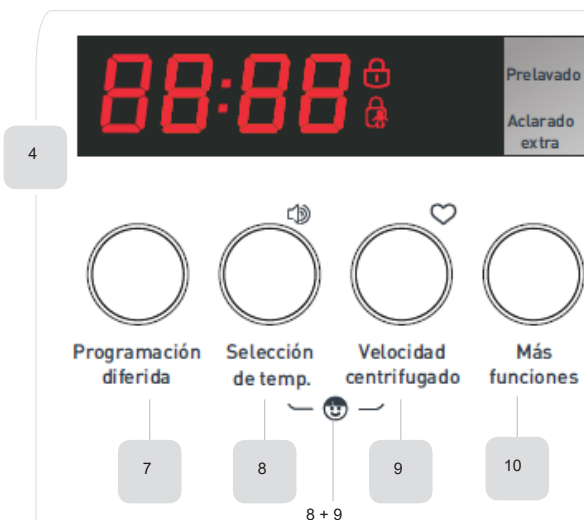 88:88
Prelavado
Aclarado
extra
4
Programación
diferida
Selección
de temp.
Velocidad
centrifugado
Más
funciones
7
8
9
10
8 + 9